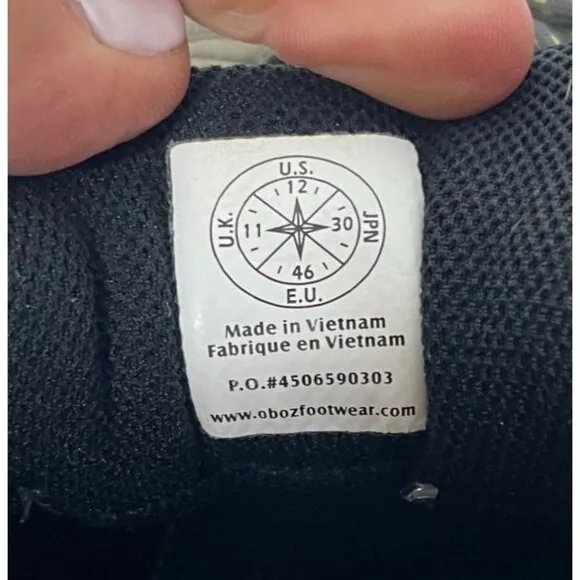 U.S.
12
U.K. 11 30 JPN
46
E.U.
Made in Vietnam
Fabrique en Vietnam
P.O.#4506590303
www.obozfootwear.com